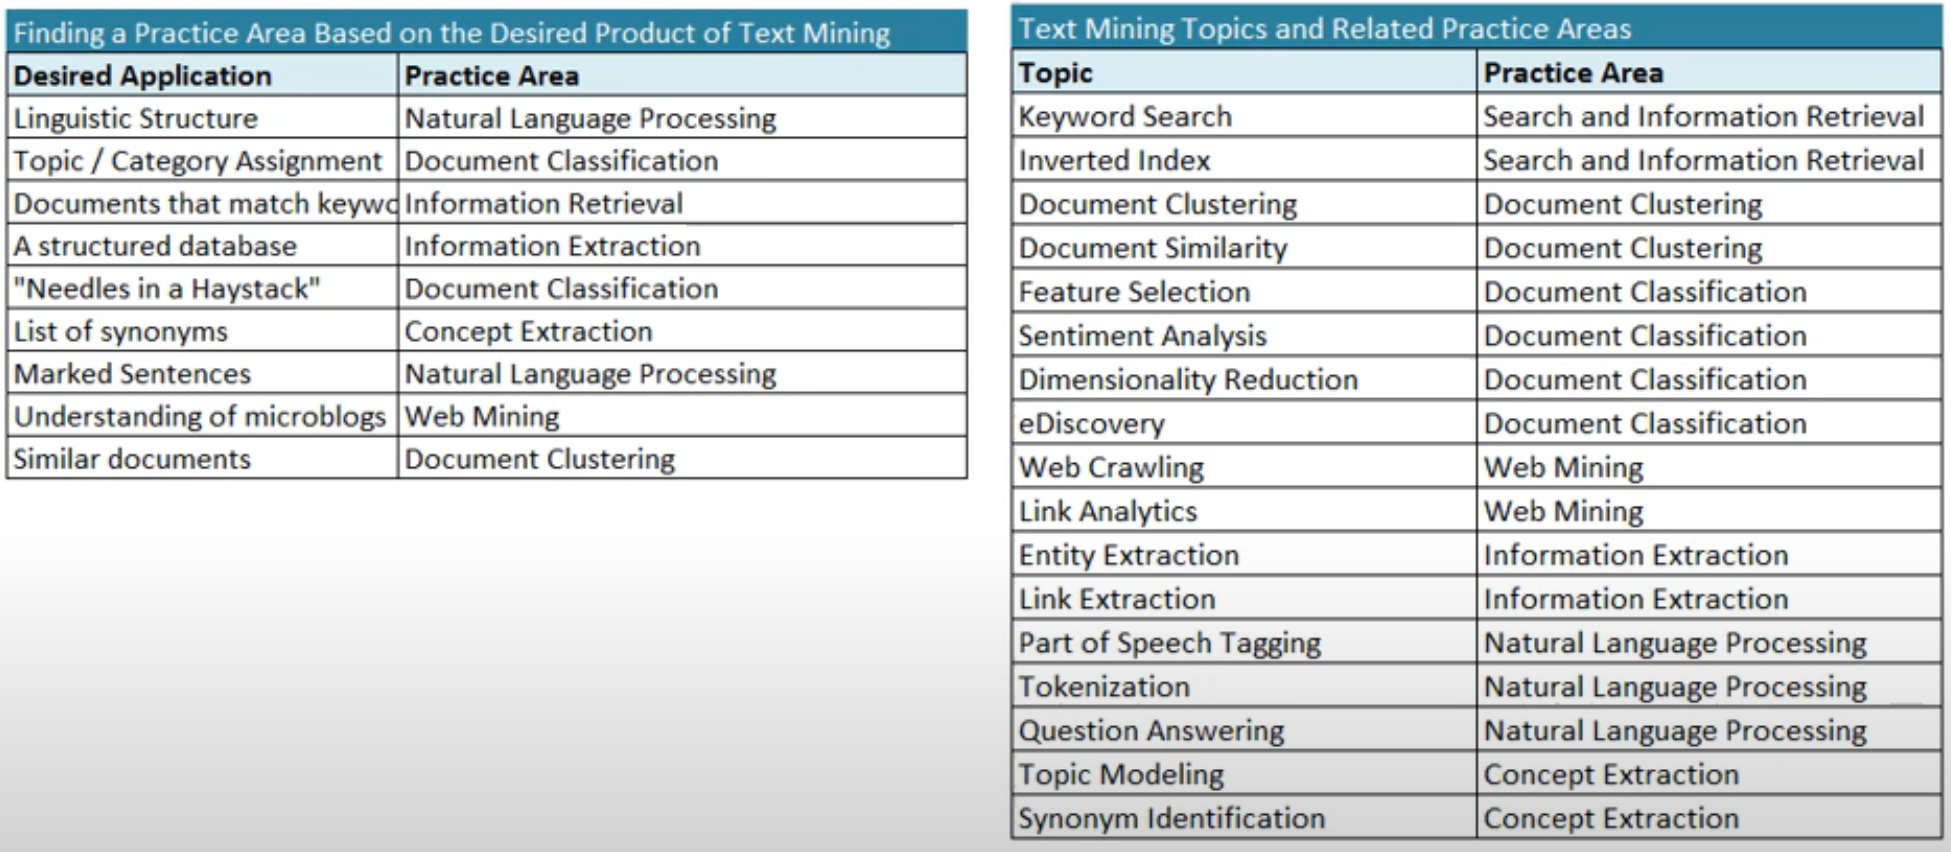 Finding a Practice Area Based on the Desired Product of Text Mining
Desired Application Practice Area
Linguistic Structure Natural Language Processing
Topic / Category Assignment Document Classification
Documents that match keywo Information Retrieval
A structured database Information Extraction
"Needles in a Haystack" Document Classification
List of synonyms Concept Extraction
Marked Sentences Natural Language Processing
Understanding of microblogs Web Mining
Similar documents Document Clustering
Text Mining Topics and Related Practice Areas
Topic Practice Area
Keyword Search Search and Information Retrieval
Inverted Index Search and Information Retrieval
Document Clustering Document Clustering
Document Similarity Document Clustering
Feature Selection Document Classification
Sentiment Analysis Document Classification
Dimensionality Reduction Document Classification
eDiscovery Document Classification
Web Crawling Web Mining
Link Analytics Web Mining
Entity Extraction Information Extraction
Link Extraction Information Extraction
Part of Speech Tagging Natural Language Processing
Tokenization Natural Language Processing
Question Answering Natural Language Processing
Topic Modeling Concept Extraction
Synonym Identification Concept Extraction